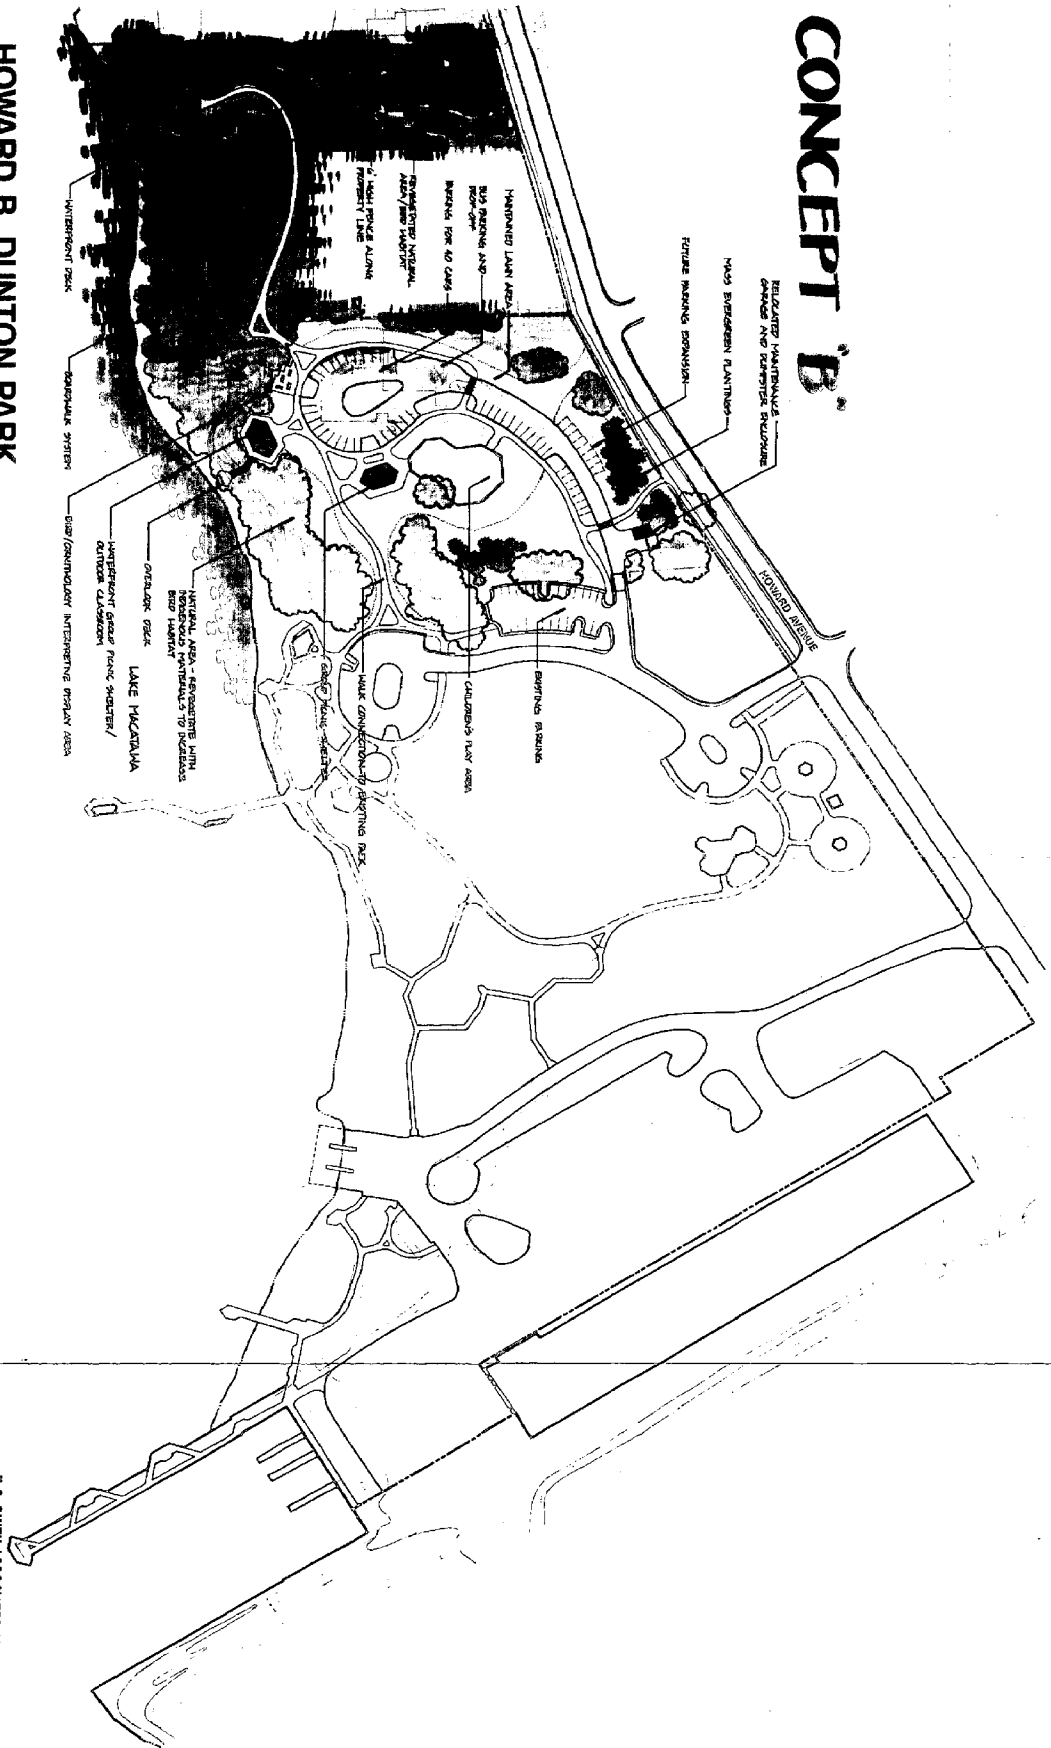 CONCEPT "B"
RELOCATED MAINTENANCE
GARAGE AND DUMPSTER ENCLOSURE
MASS EVERGREEN PLANTINGS
FUTURE PARKING EXPANSION
MAINTAINED LAWN AREA
BUS PARKING AND
DROP-OFF
PARKING FOR 40 CARS
REVEGETATED NATURAL
AREA/BIRD HABITAT
6' HIGH FENCE ALONG
PROPERTY LINE
HOWARD AVENUE
EXISTING PARKING
CHILDREN'S PLAY AREA
WALK CONNECTION TO EXISTING PARK
GROUP PICNIC SHELTER
NATURAL AREA - REVEGETATE WITH
INDIGENOUS MATERIALS TO INCREASE
BIRD HABITAT
LAKE MACATAWA
OVERLOOK DECK
WATERFRONT GROUP PICNIC SHELTER/
OUTDOOR CLASSROOM
BIRD/ORNITHOLOGY INTERPRETIVE DISPLAY AREA
BOARDWALK SYSTEM
WATERFRONT DECK
HOWARD B. DUNTON PARK